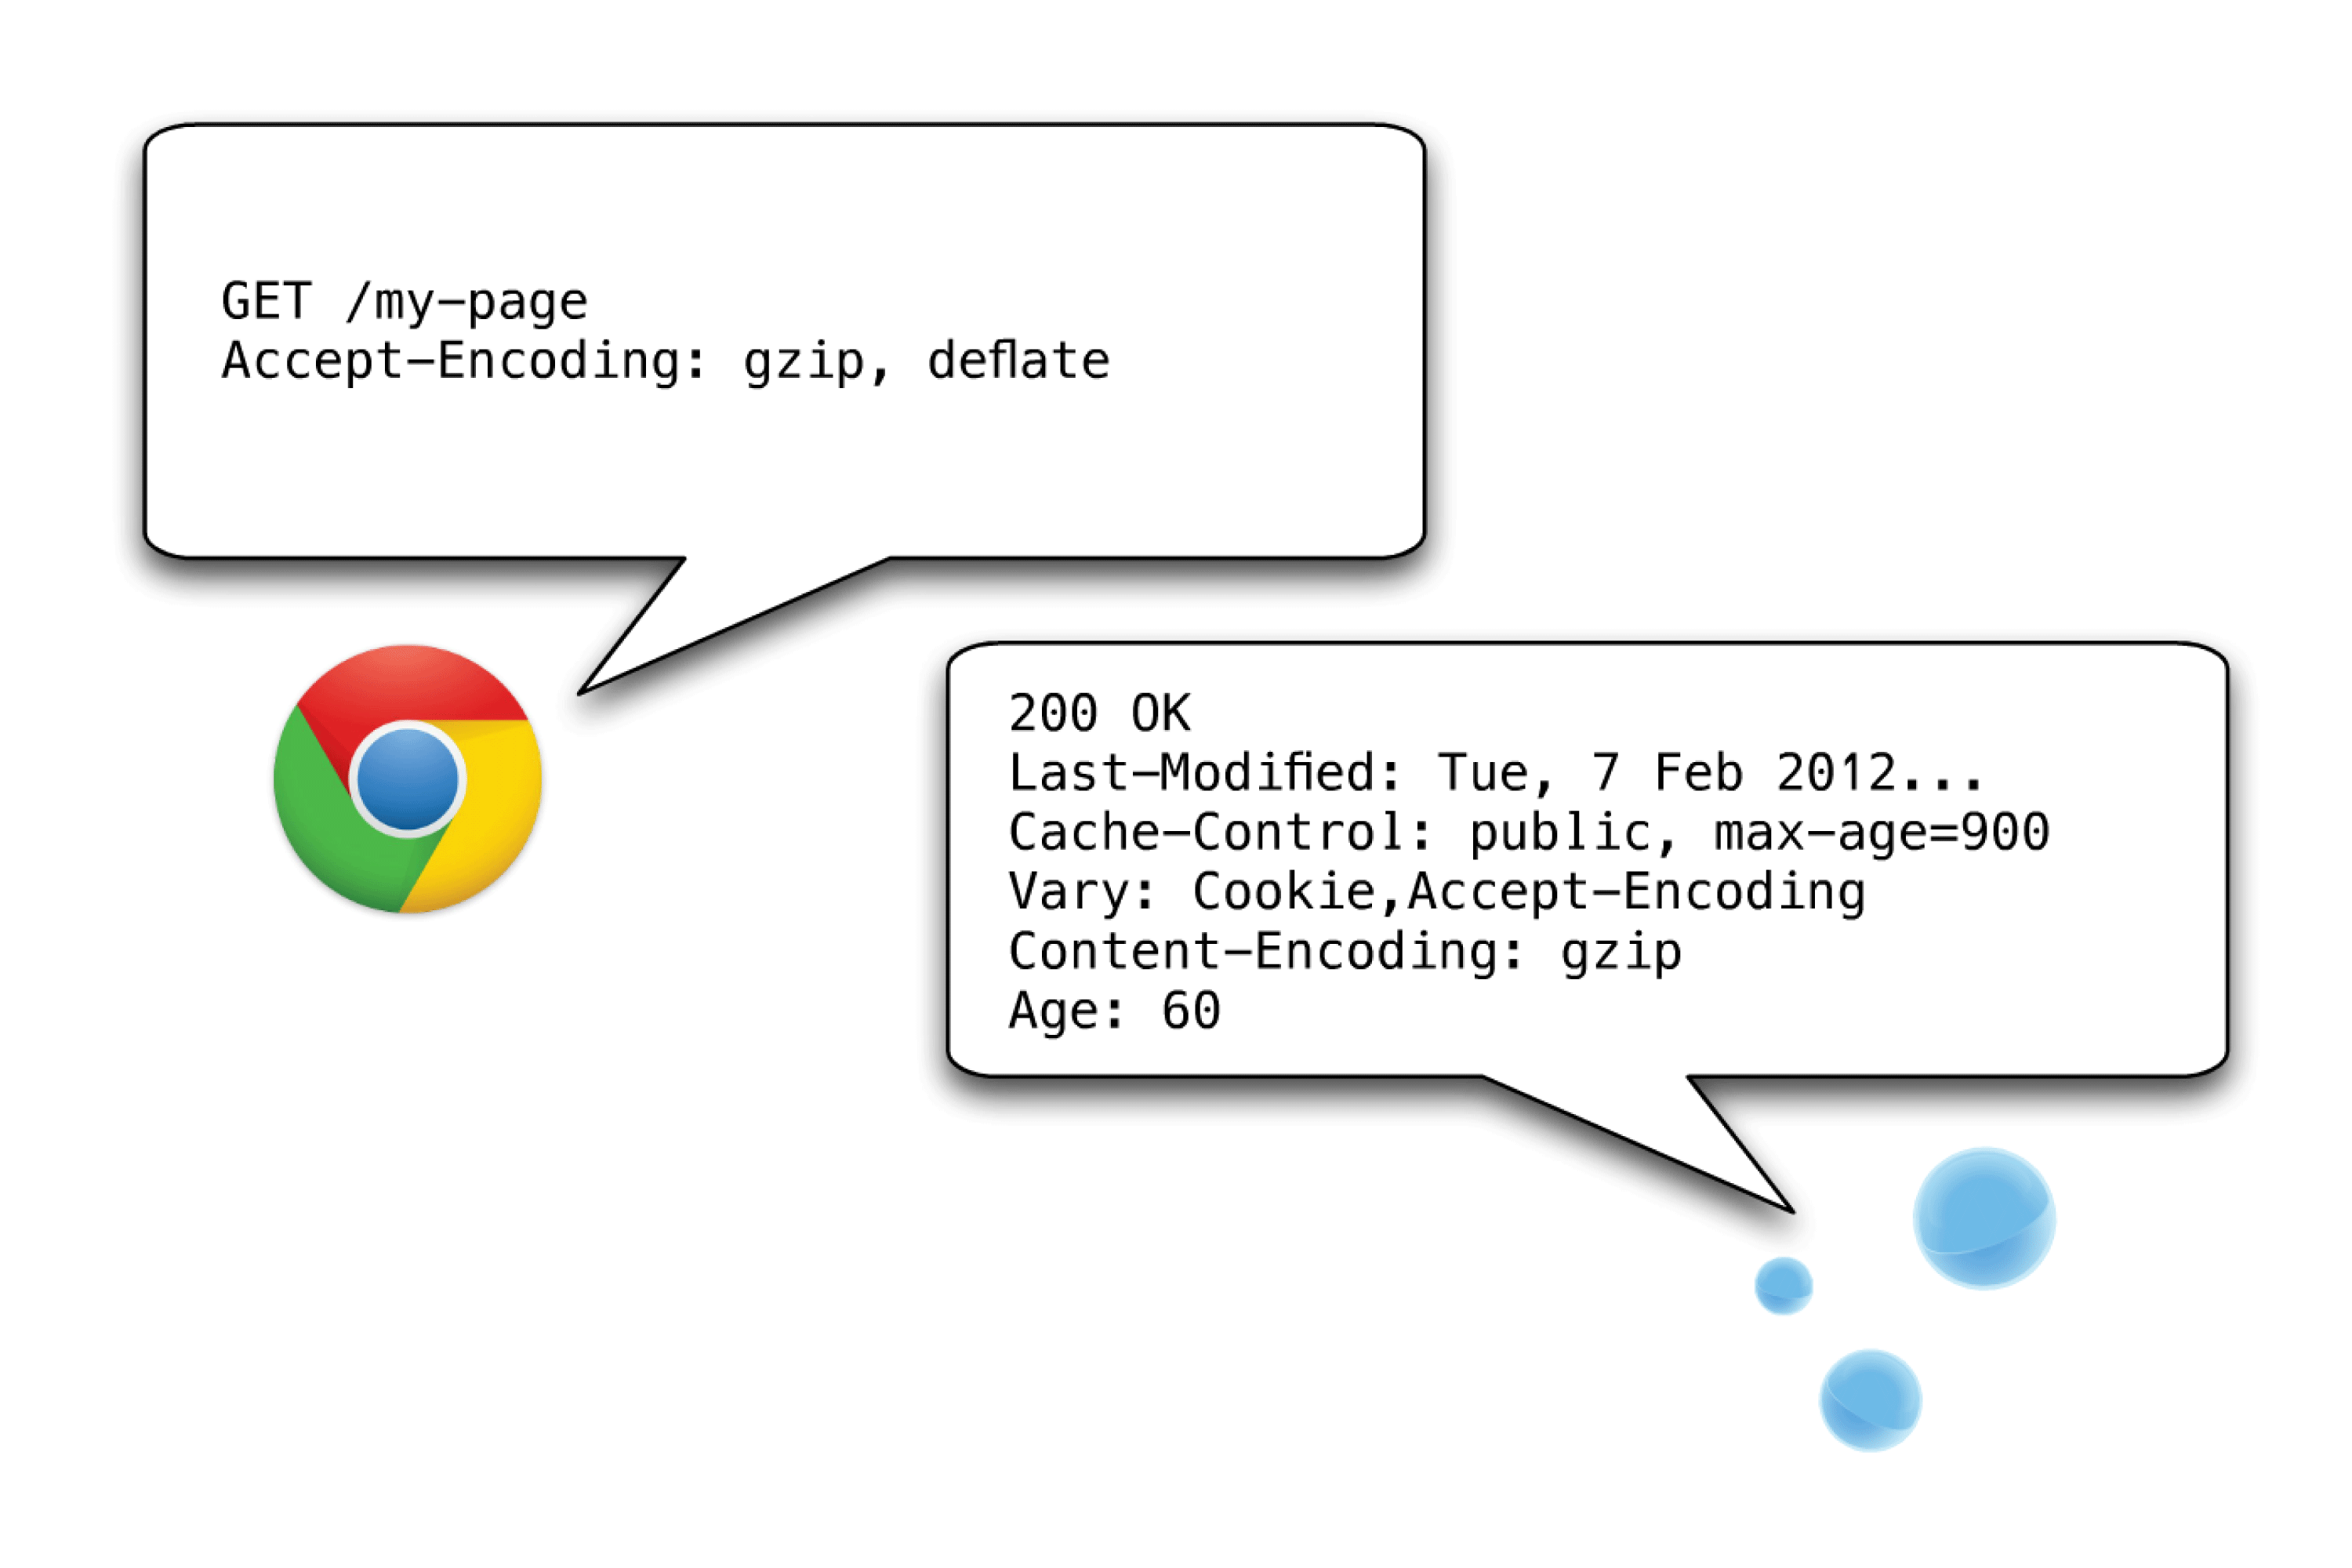 GET /my-page
Accept-Encoding: gzip, deflate
200 OK
Last-Modified: Tue, 7 Feb 2012...
Cache-Control: public, max-age=900
Vary: Cookie,Accept-Encoding
Content-Encoding: gzip
Age: 60